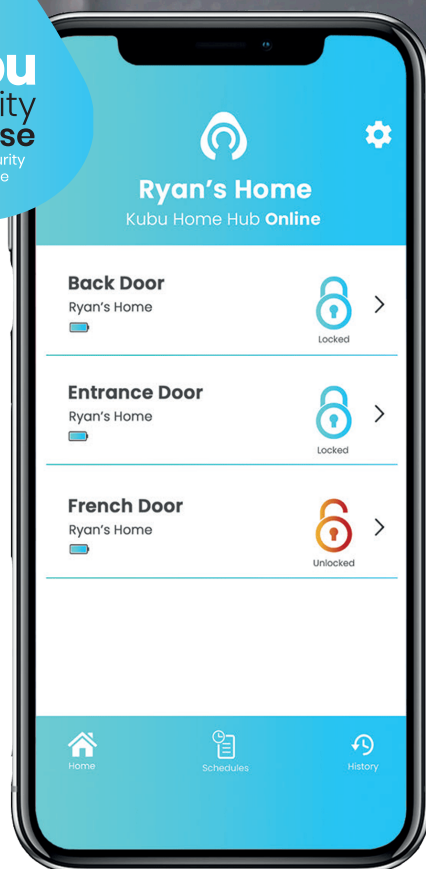 Ryan's Home
Kubu Home Hub Online
Back Door
Ryan's Home
Locked
Entrance Door
Ryan's Home
Locked
French Door
Ryan's Home
Unlocked
Home
Schedules
History